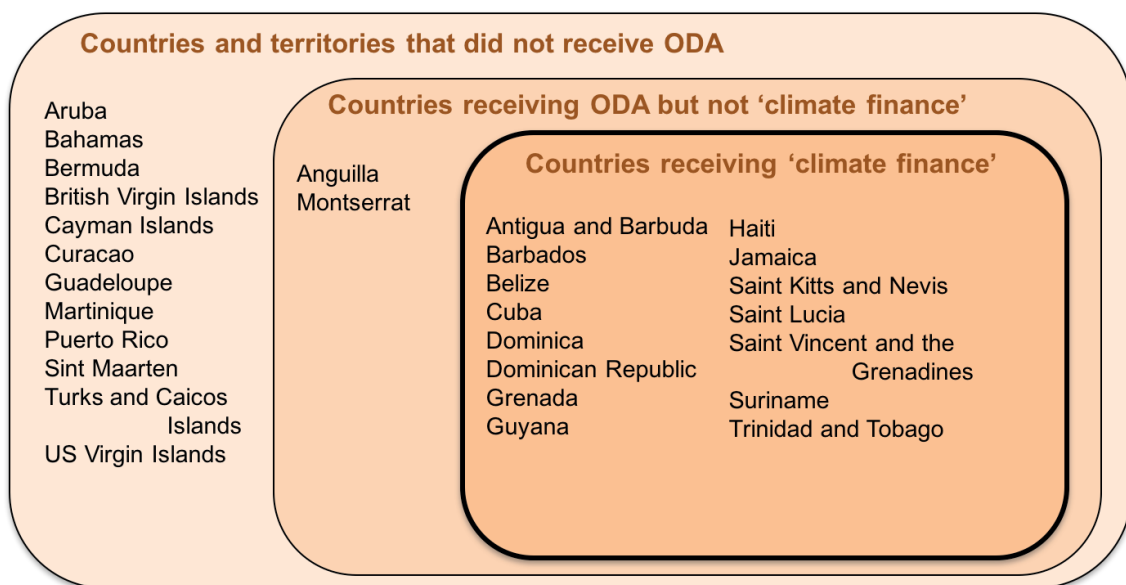 Countries and territories that did not receive ODA
Aruba
Bahamas
Bermuda
British Virgin Islands
Cayman Islands
Curacao
Guadeloupe
Martinique
Puerto Rico
Sint Maarten
Turks and Caicos
Islands
US Virgin Islands
Countries receiving ODA but not ‘climate finance’
Anguilla
Montserrat
Countries receiving ‘climate finance’
Antigua and Barbuda
Barbados
Belize
Cuba
Dominica
Dominican Republic
Grenada
Guyana
Haiti
Jamaica
Saint Kitts and Nevis
Saint Lucia
Saint Vincent and the
Grenadines
Suriname
Trinidad and Tobago